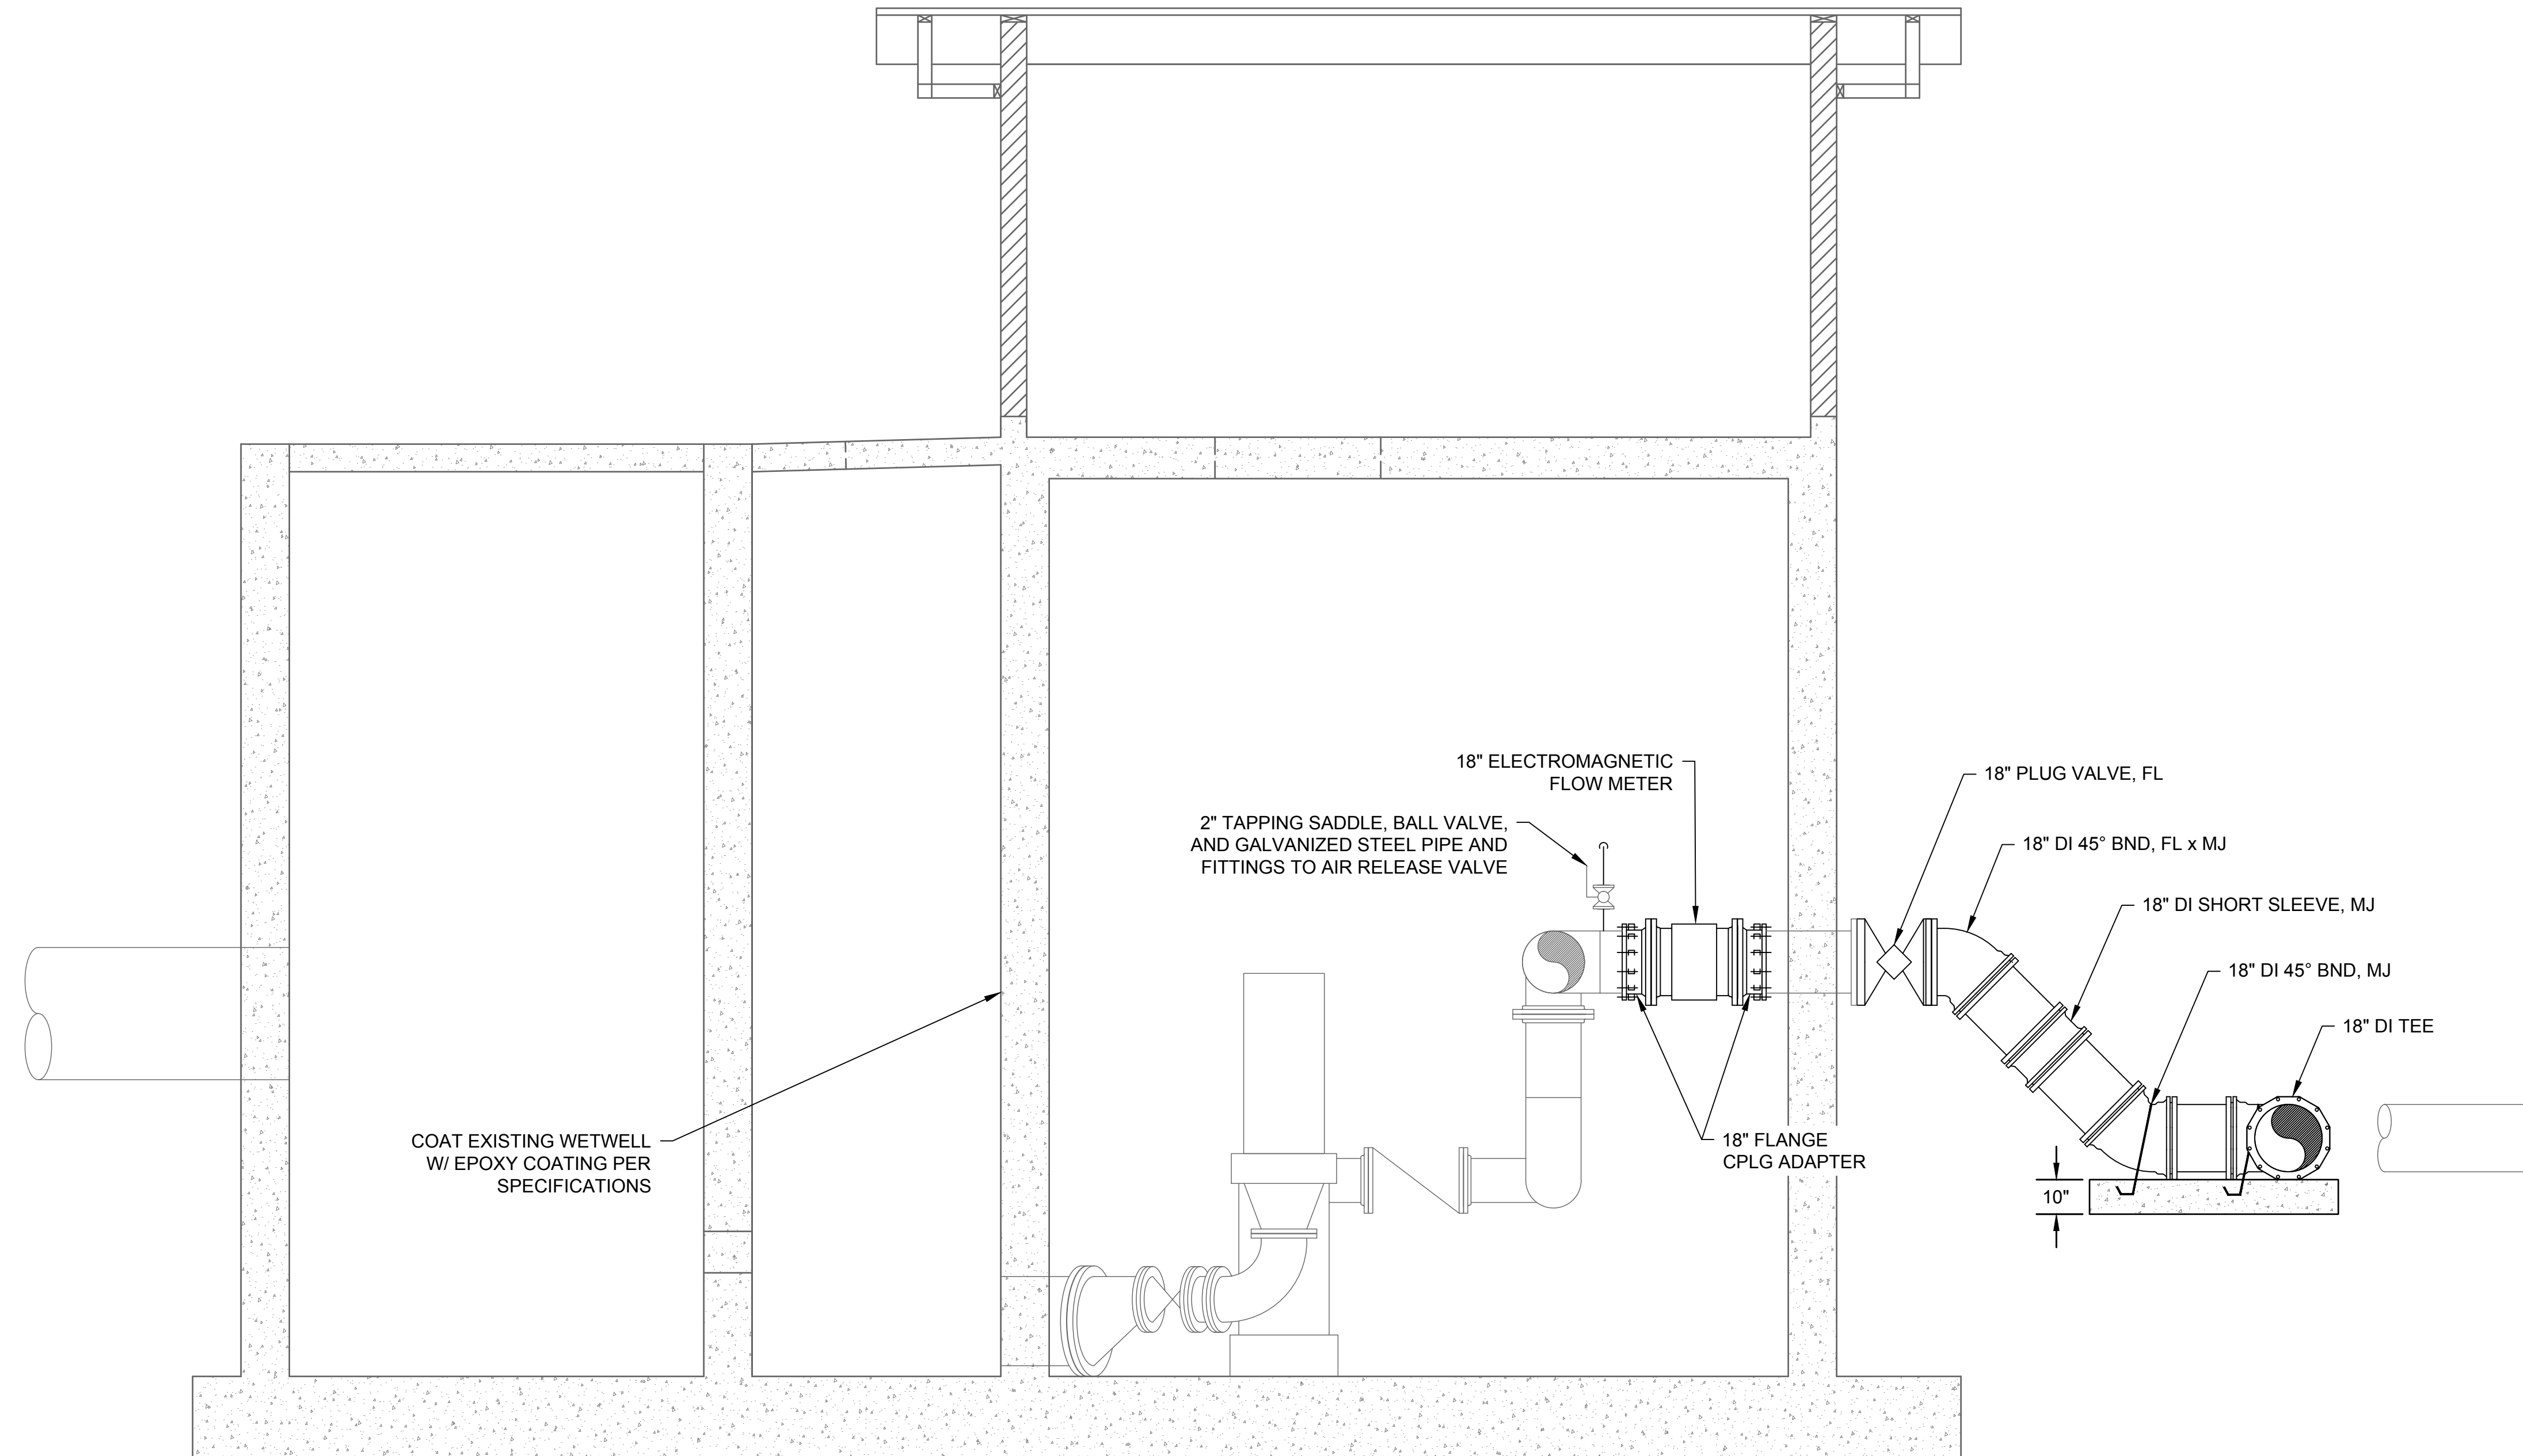 18" ELECTROMAGNETIC
FLOW METER
18" PLUG VALVE, FL
2" TAPPING SADDLE, BALL VALVE,
AND GALVANIZED STEEL PIPE AND
FITTINGS TO AIR RELEASE VALVE
18" DI 45° BND, FL x MJ
18" DI SHORT SLEEVE, MJ
18" DI 45° BND, MJ
18" DI TEE
COAT EXISTING WETWELL
W/ EPOXY COATING PER
SPECIFICATIONS
18" FLANGE
CPLG ADAPTER
10"